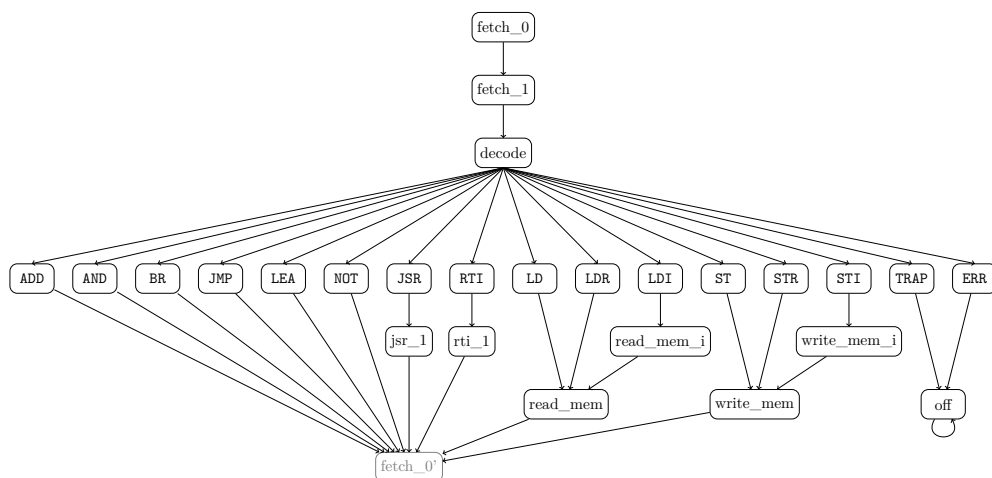 fetch_0
fetch_1
decode
ADD AND BR JMP LEA NOT JSR RTI LD LDR LDI ST STR STI TRAP ERR
jsr_1 rti_1 read_mem_i write_mem_i
read_mem write_mem off
fetch_0'